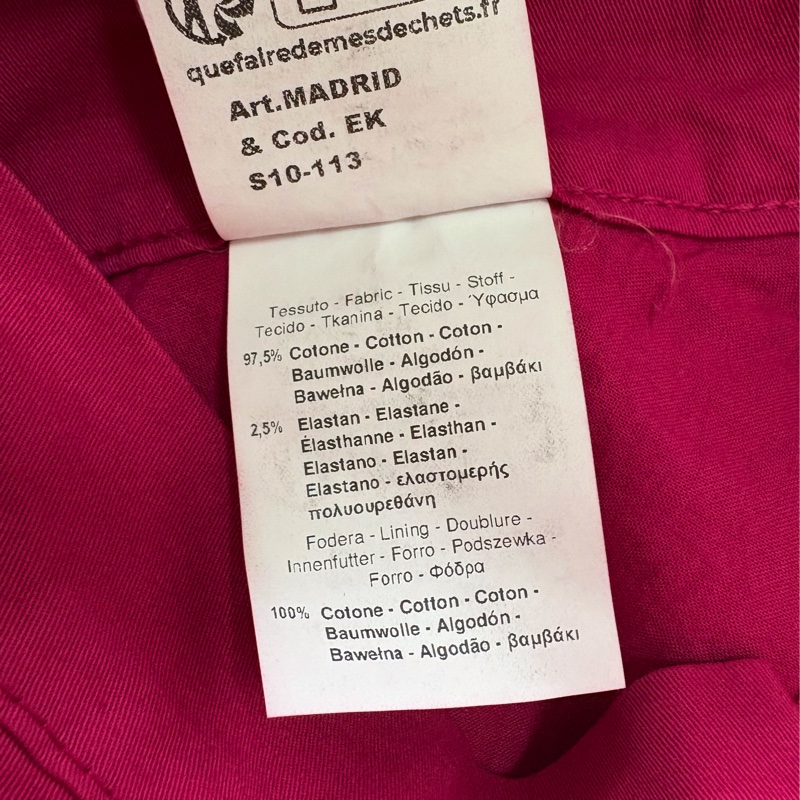 quefairedemesdechets.fr
Art.MADRID
& Cod. EK
S10-113
Tessuto - Fabric - Tissu - Stoff -
Tecido - Tkanina - Tecido - Ύφασμα
97,5% Cotone - Cotton - Coton -
Baumwolle - Algodón -
Bawełna - Algodão - βαμβάκι
2,5% Elastan - Elastane -
Élasthanne - Elasthan -
Elastano - Elastan -
Elastano - ελαστομερής
πολυουρεθάνη
Fodera - Lining - Doublure -
Innenfutter - Forro - Podszewka -
Forro - Φόδρα
100% Cotone - Cotton - Coton -
Baumwolle - Algodón -
Bawełna - Algodão - βαμβάκι